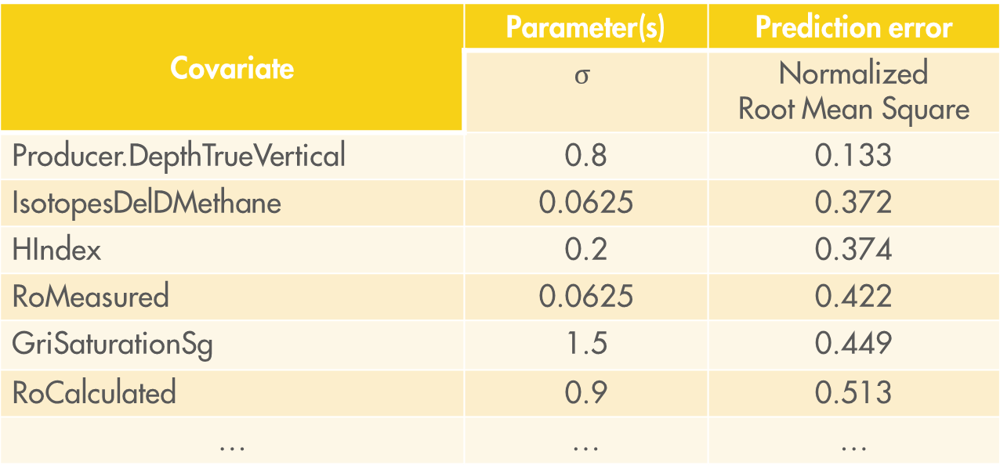 Covariate Parameter(s) Prediction error
σ Normalized
Root Mean Square
Producer.DepthTrueVertical 0.8 0.133
IsotopesDelDMethane 0.0625 0.372
HIndex 0.2 0.374
RoMeasured 0.0625 0.422
GriSaturationSg 1.5 0.449
RoCalculated 0.9 0.513
... ... ...